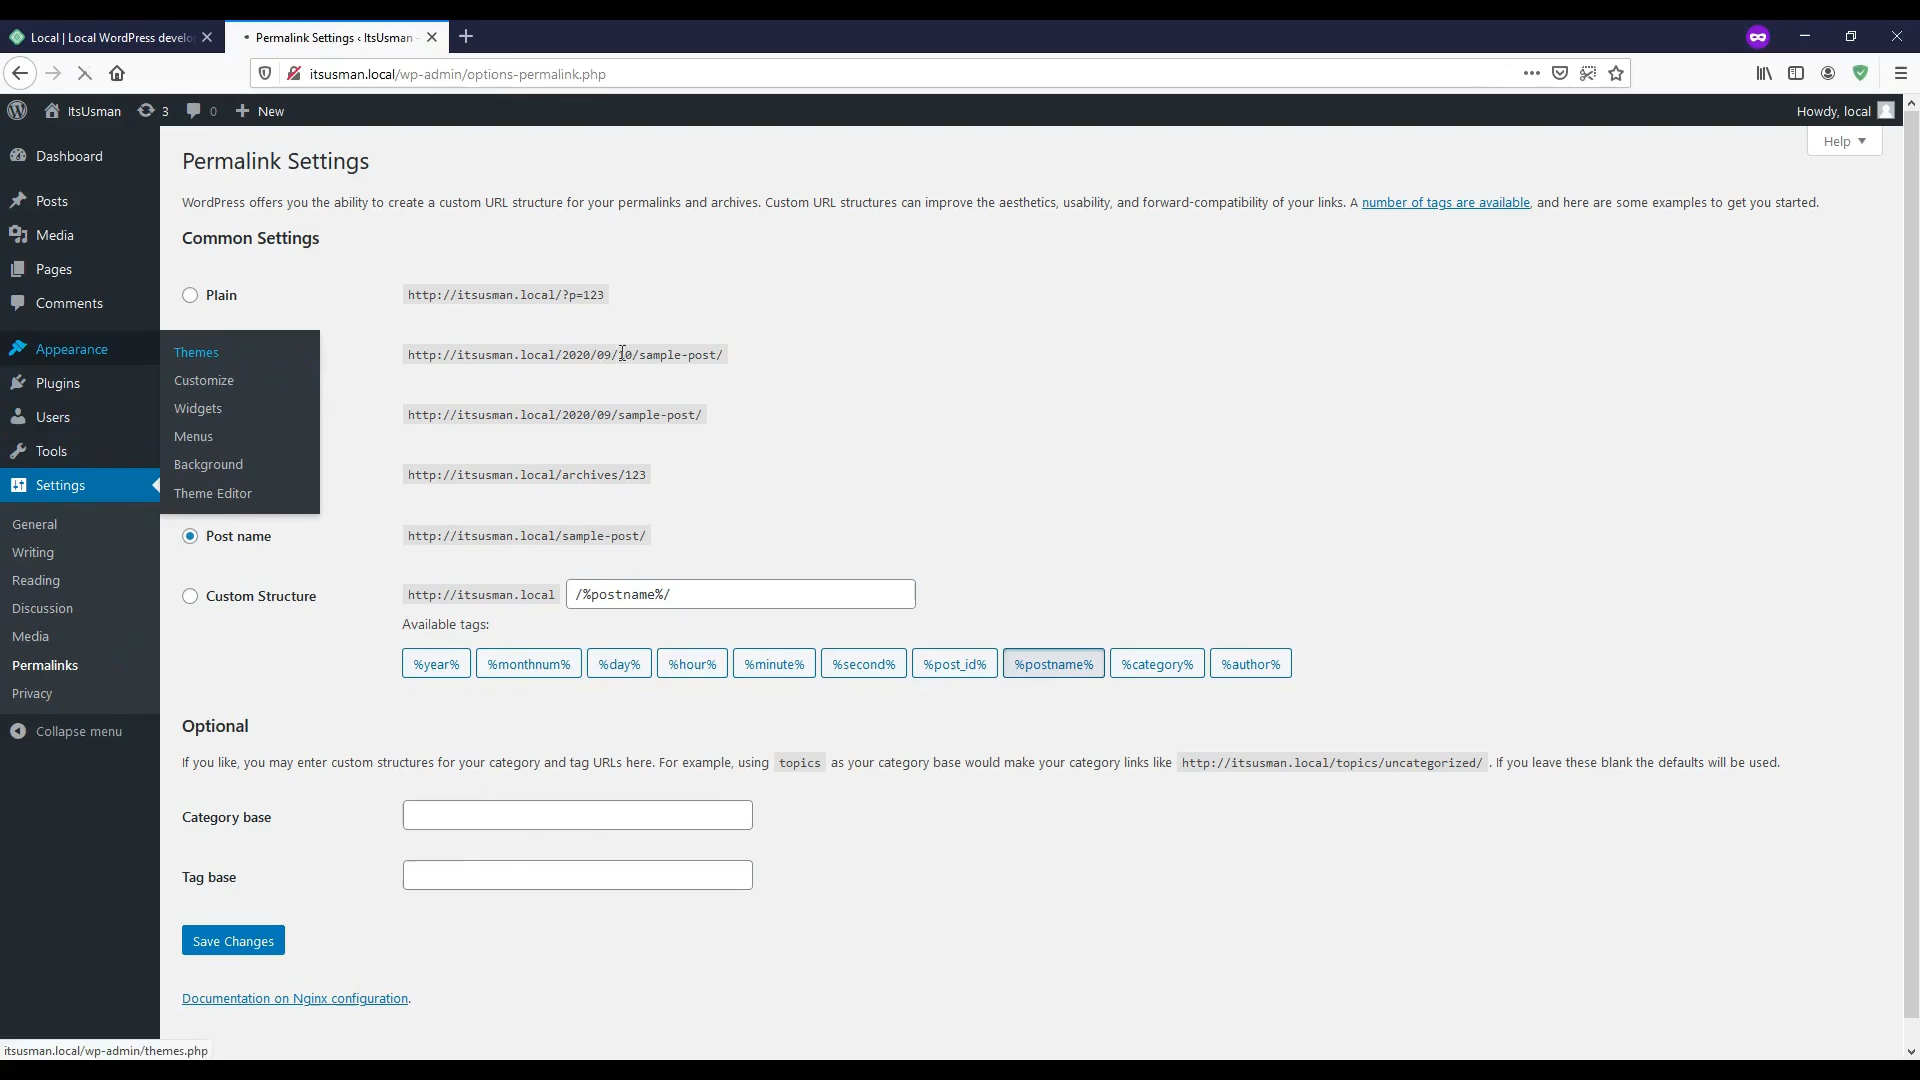 Local | Local WordPress develo
Permalink Settings ‹ ItsUsman
itsusman.local/wp-admin/options-permalink.php
ItsUsman
3
0
New
Howdy, local
Dashboard
Posts
Media
Pages
Comments
Appearance
Plugins
Users
Tools
Settings
General
Writing
Reading
Discussion
Media
Permalinks
Privacy
Collapse menu
Themes
Customize
Widgets
Menus
Background
Theme Editor
Help
Permalink Settings
WordPress offers you the ability to create a custom URL structure for your permalinks and archives. Custom URL structures can improve the aesthetics, usability, and forward-compatibility of your links. A number of tags are available, and here are some examples to get you started.
Common Settings
Plain
http://itsusman.local/?p=123
http://itsusman.local/2020/09/10/sample-post/
http://itsusman.local/2020/09/sample-post/
http://itsusman.local/archives/123
Post name
http://itsusman.local/sample-post/
Custom Structure
http://itsusman.local
/%postname%/
Available tags:
%year% %monthnum% %day% %hour% %minute% %second% %post_id% %postname% %category% %author%
Optional
If you like, you may enter custom structures for your category and tag URLs here. For example, using topics as your category base would make your category links like http://itsusman.local/topics/uncategorized/ . If you leave these blank the defaults will be used.
Category base
Tag base
Save Changes
Documentation on Nginx configuration.
itsusman.local/wp-admin/themes.php